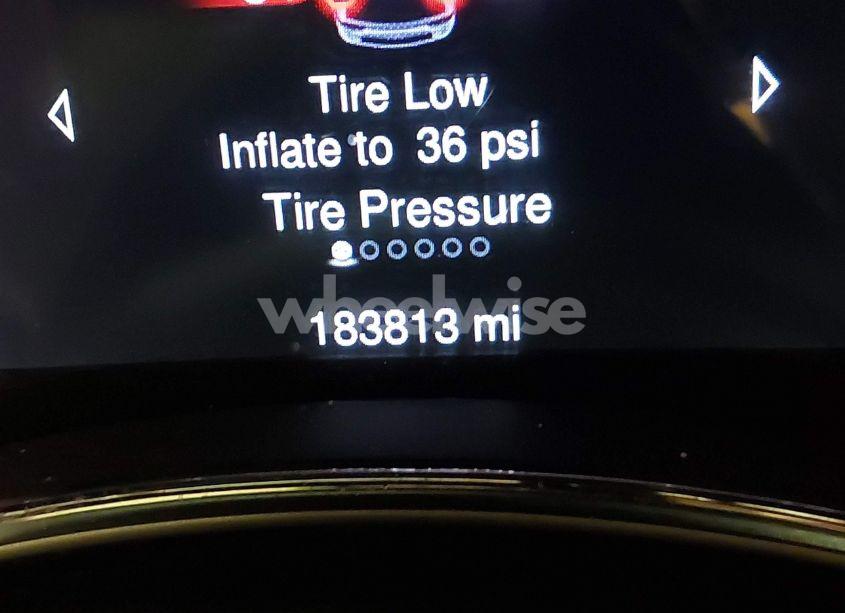 Tire Low
Inflate to 36 psi
Tire Pressure
wheelwise
183813 mi